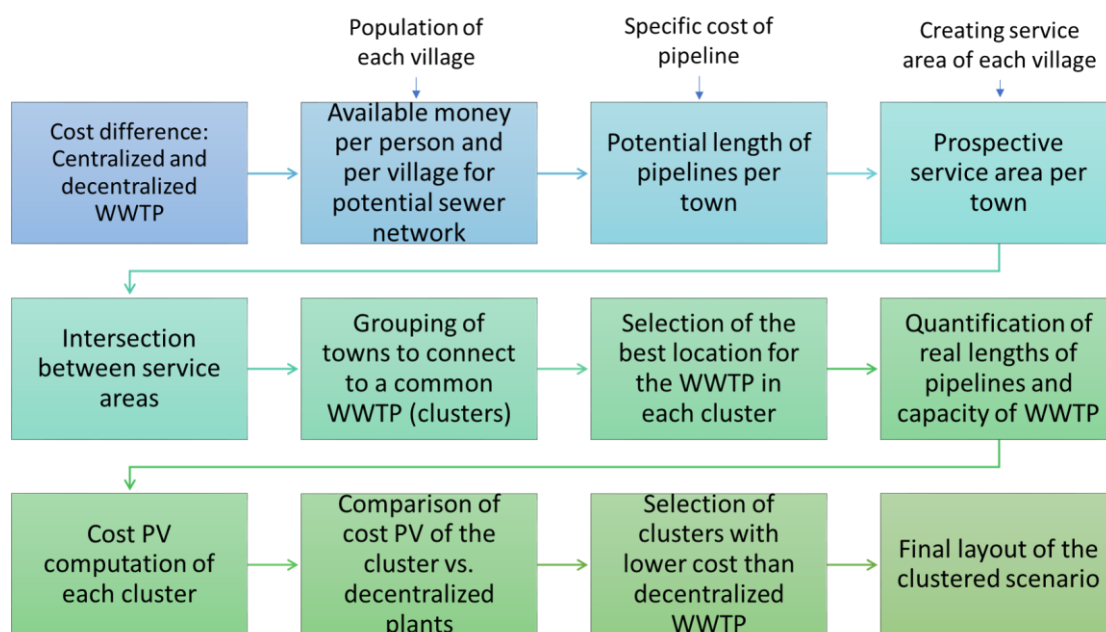 Population of
each village
Specific cost of
pipeline
Creating service
area of each village
Cost difference:
Centralized and
decentralized
WWTP
Available money
per person and
per village for
potential sewer
network
Potential length of
pipelines per
town
Prospective
service area per
town
Intersection
between service
areas
Grouping of
towns to connect
to a common
WWTP (clusters)
Selection of the
best location for
the WWTP in
each cluster
Quantification of
real lengths of
pipelines and
capacity of WWTP
Cost PV
computation of
each cluster
Comparison of
cost PV of the
cluster vs.
decentralized
plants
Selection of
clusters with
lower cost than
decentralized
WWTP
Final layout of the
clustered scenario